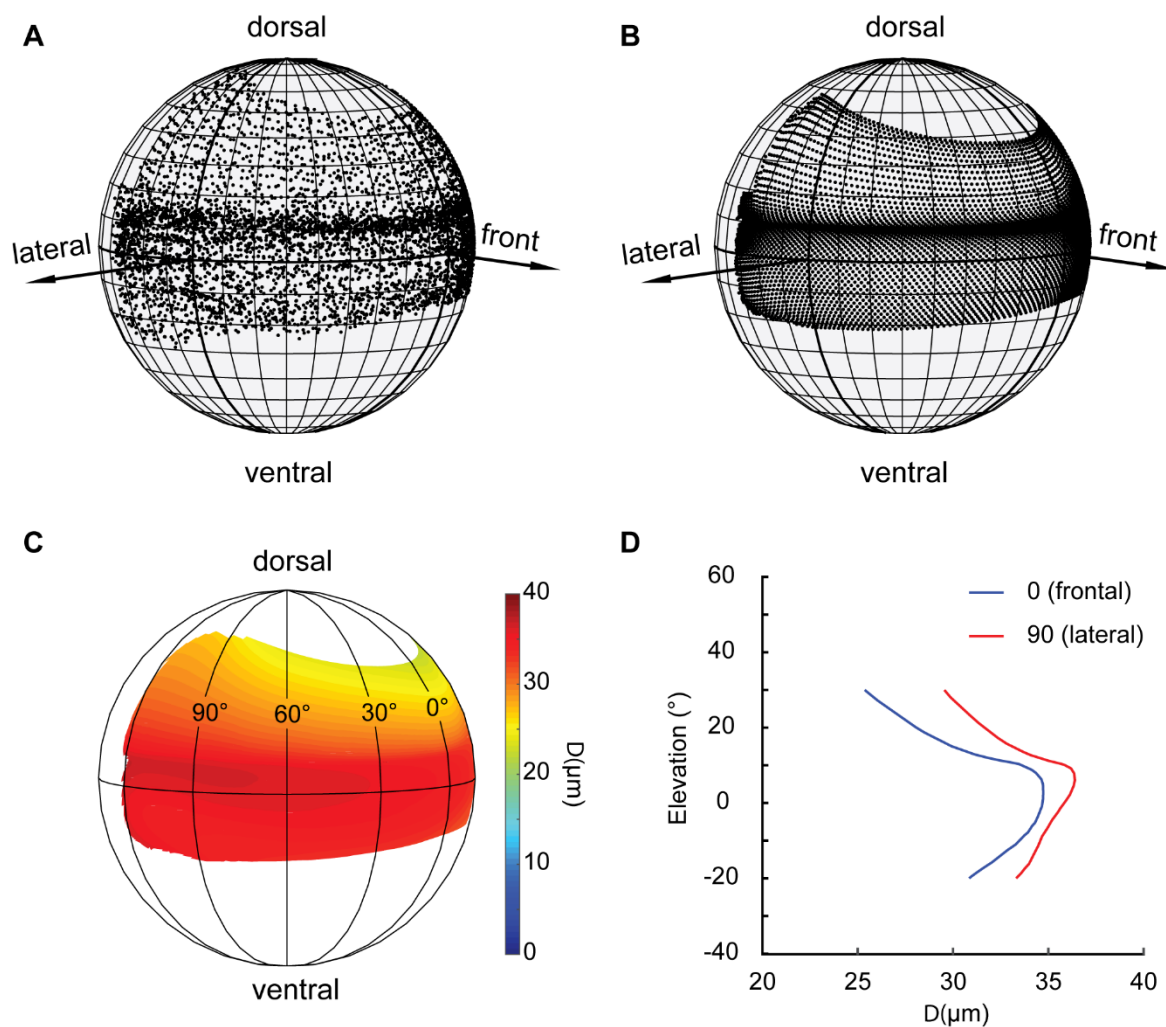 A
dorsal
lateral
front
ventral
B
dorsal
lateral
front
ventral
C
dorsal
90°
60°
30°
0°
ventral
40
30
20
10
0
D(µm)
D
60
40
20
0
-20
-40
Elevation (°)
0 (frontal)
90 (lateral)
20
25
30
35
40
D(µm)